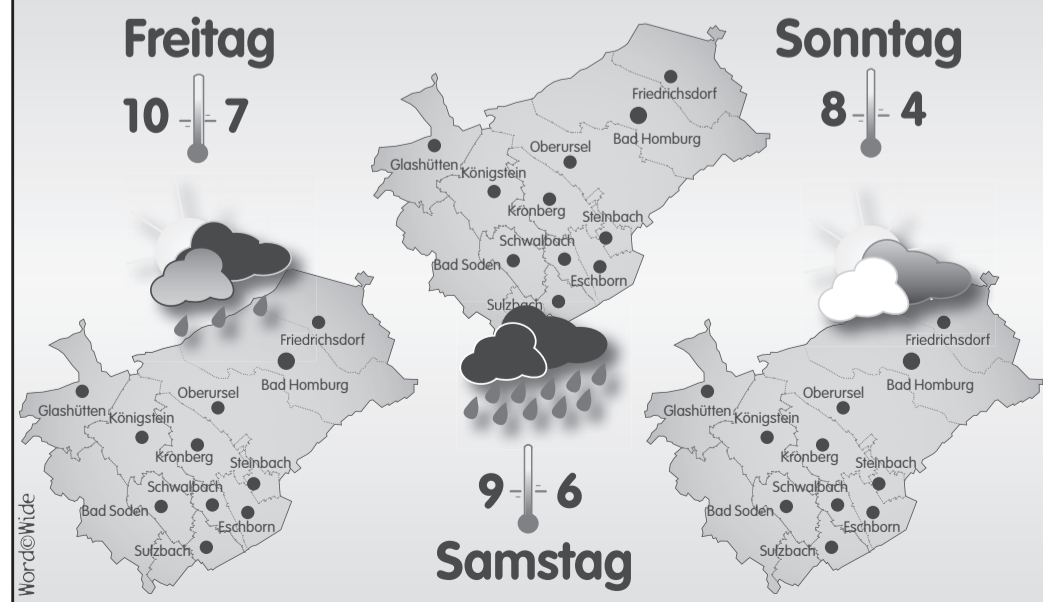 Freitag
10 7
Friedrichsdorf
Bad Homburg
Oberursel
Glashütten
Königstein
Kronberg
Steinbach
Schwalbach
Bad Soden
Eschborn
Sulzbach
Friedrichsdorf
Bad Homburg
Oberursel
Glashütten
Königstein
Kronberg
Steinbach
Schwalbach
Bad Soden
Eschborn
Sulzbach
9 6
Samstag
Sonntag
8 4
Friedrichsdorf
Bad Homburg
Oberursel
Glashütten
Königstein
Kronberg
Steinbach
Schwalbach
Bad Soden
Eschborn
Sulzbach
Word©Wide